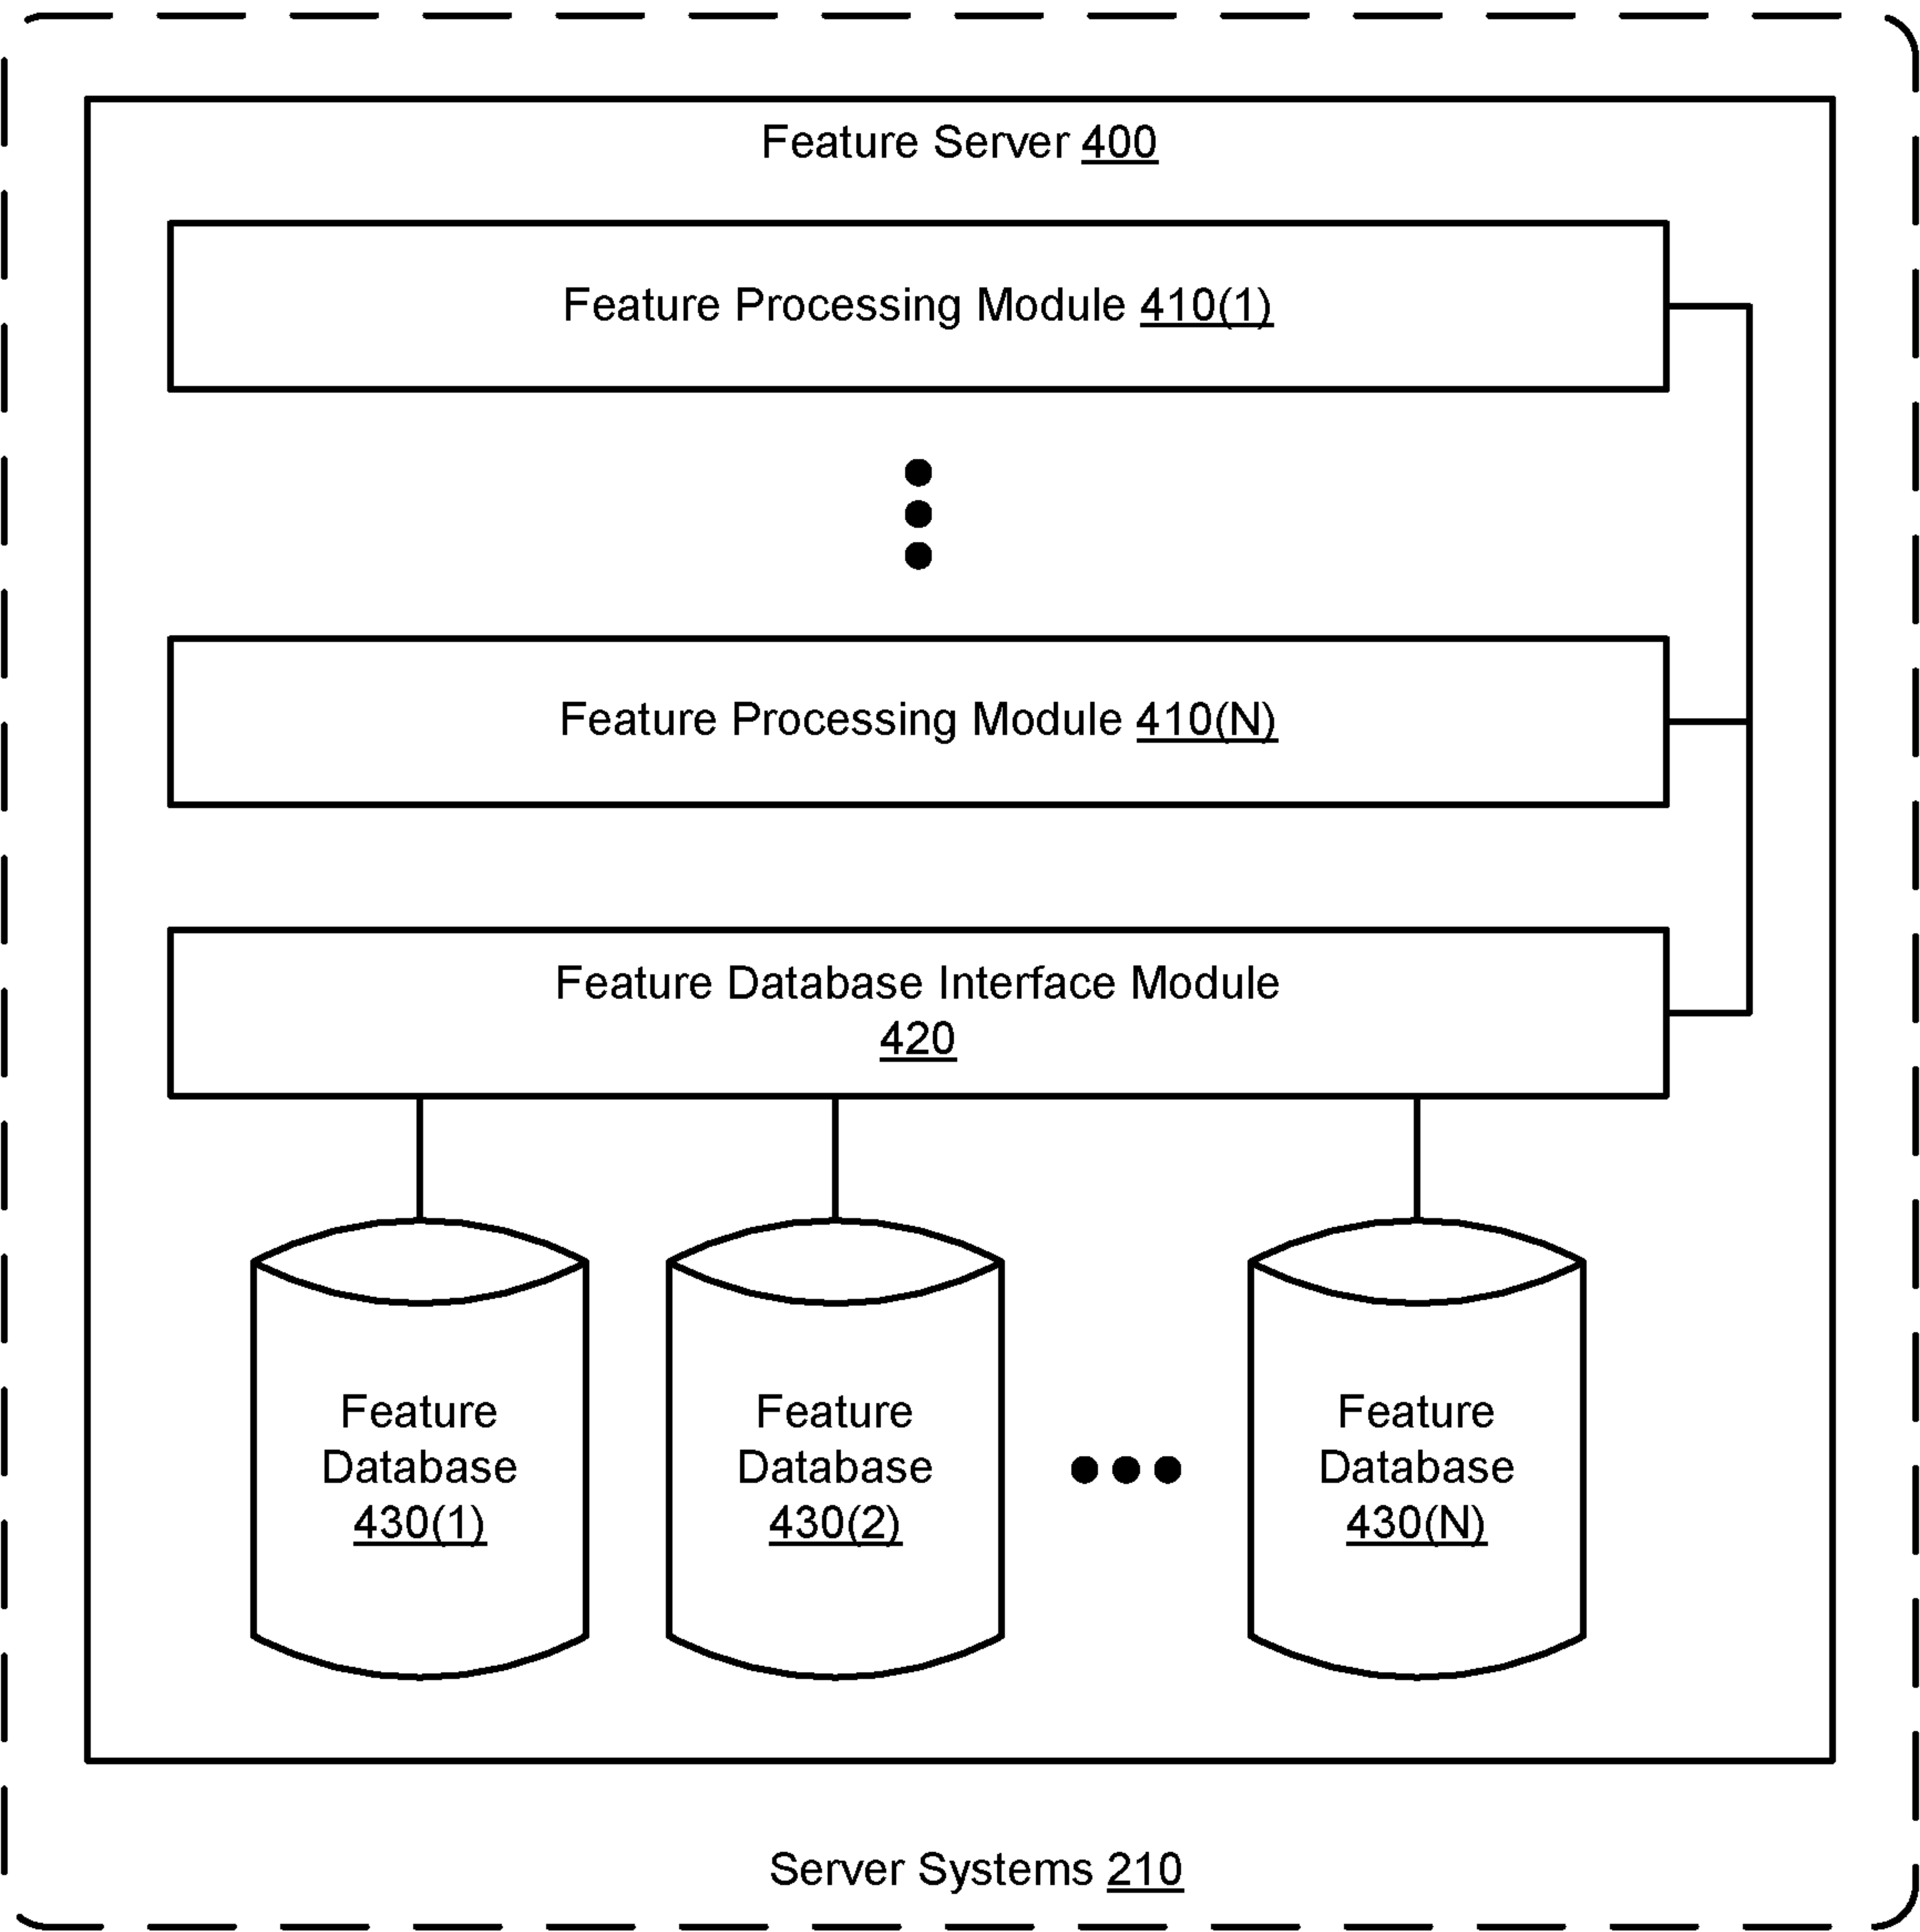 Feature Server 400
Feature Processing Module 410(1)
Feature Processing Module 410(N)
Feature Database Interface Module
420
Feature
Database
430(1)
Feature
Database
430(2)
Feature
Database
430(N)
Server Systems 210